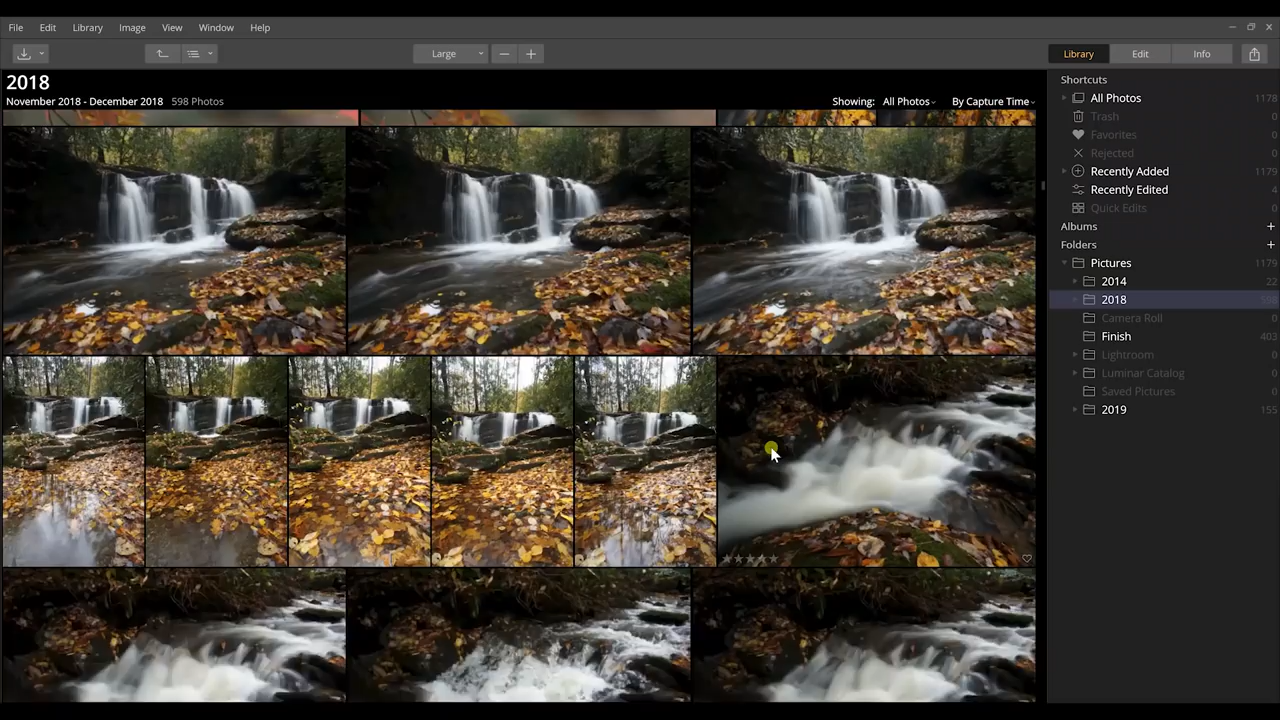 File Edit Library Image View Window Help
Large
Library Edit Info
2018
November 2018 - December 2018 598 Photos
Showing: All Photos By Capture Time
Shortcuts
All Photos 1178
Trash 0
Favorites 0
Rejected 0
Recently Added 1179
Recently Edited 4
Quick Edits 0
Albums
Folders
Pictures 1179
2014 22
2018 598
Camera Roll 0
Finish 403
Lightroom 0
Luminar Catalog 0
Saved Pictures 0
2019 155